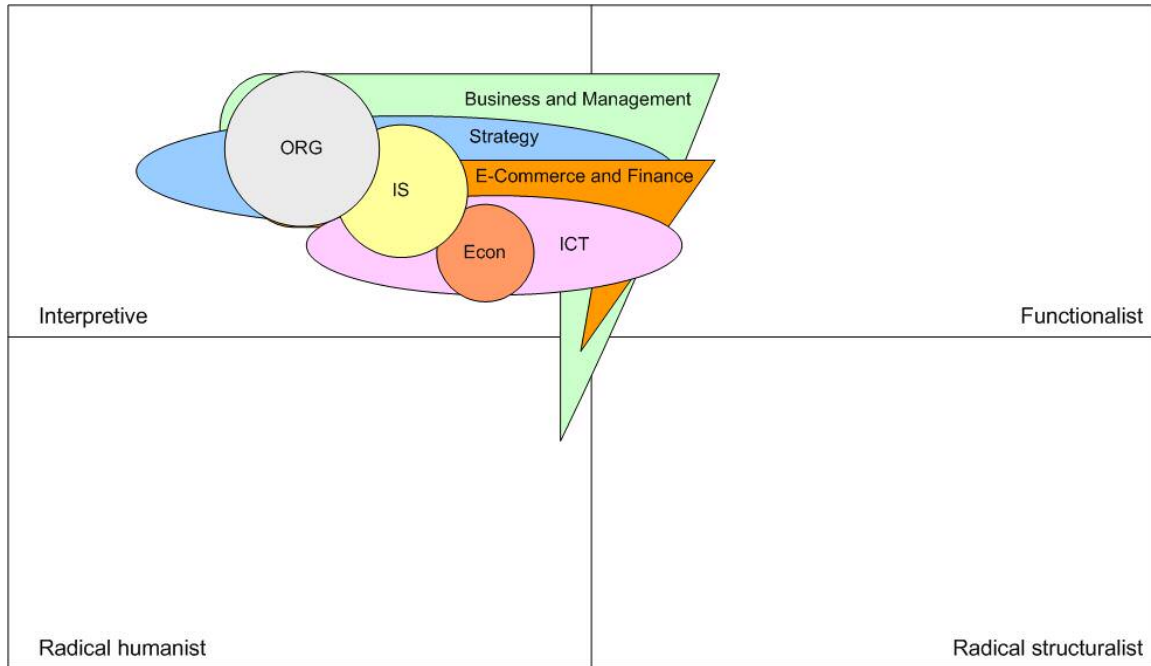 Business and Management
Strategy
ORG
E-Commerce and Finance
IS
ICT
Econ
Interpretive
Functionalist
Radical humanist
Radical structuralist